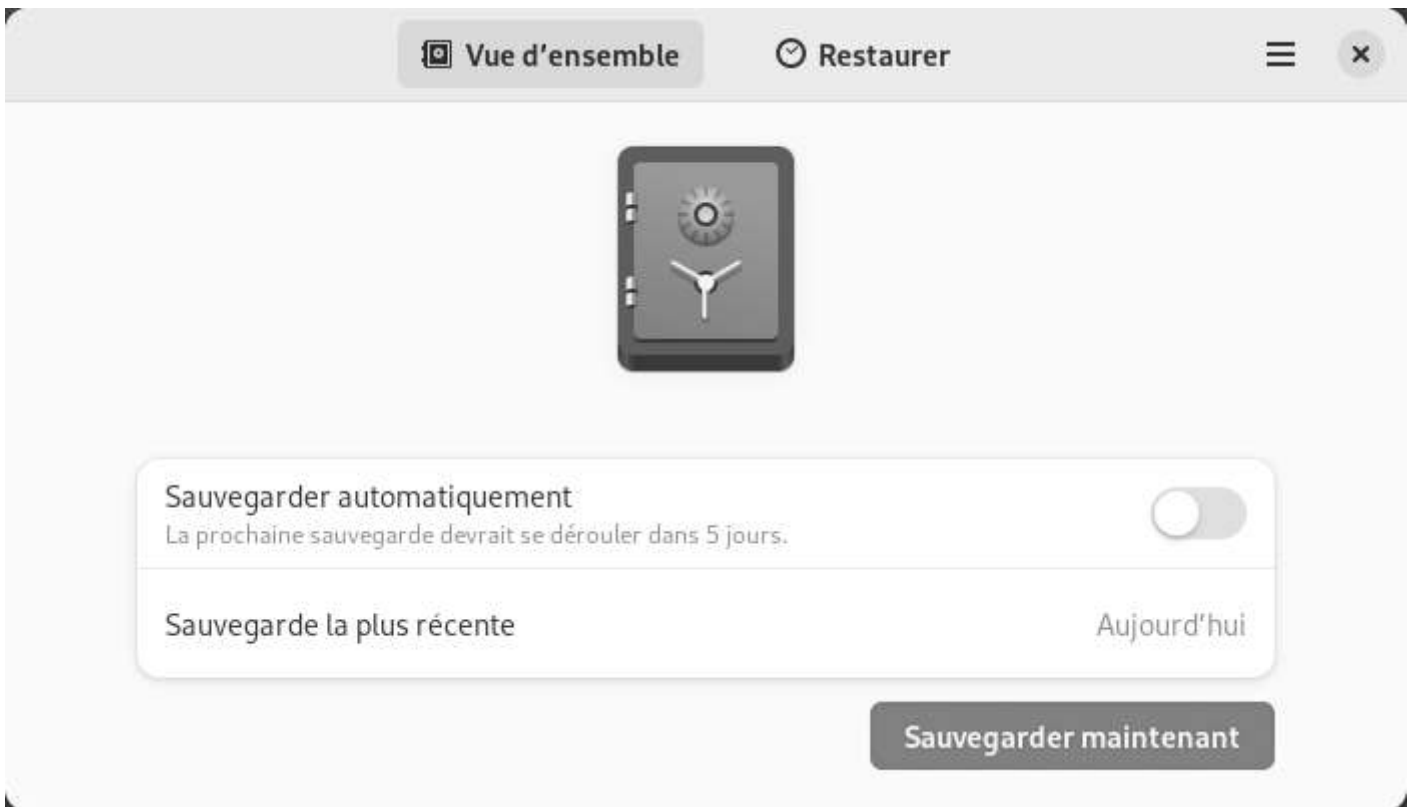 Vue d’ensemble
Restaurer
Sauvegarder automatiquement
La prochaine sauvegarde devrait se dérouler dans 5 jours.
Sauvegarde la plus récente
Aujourd’hui
Sauvegarder maintenant